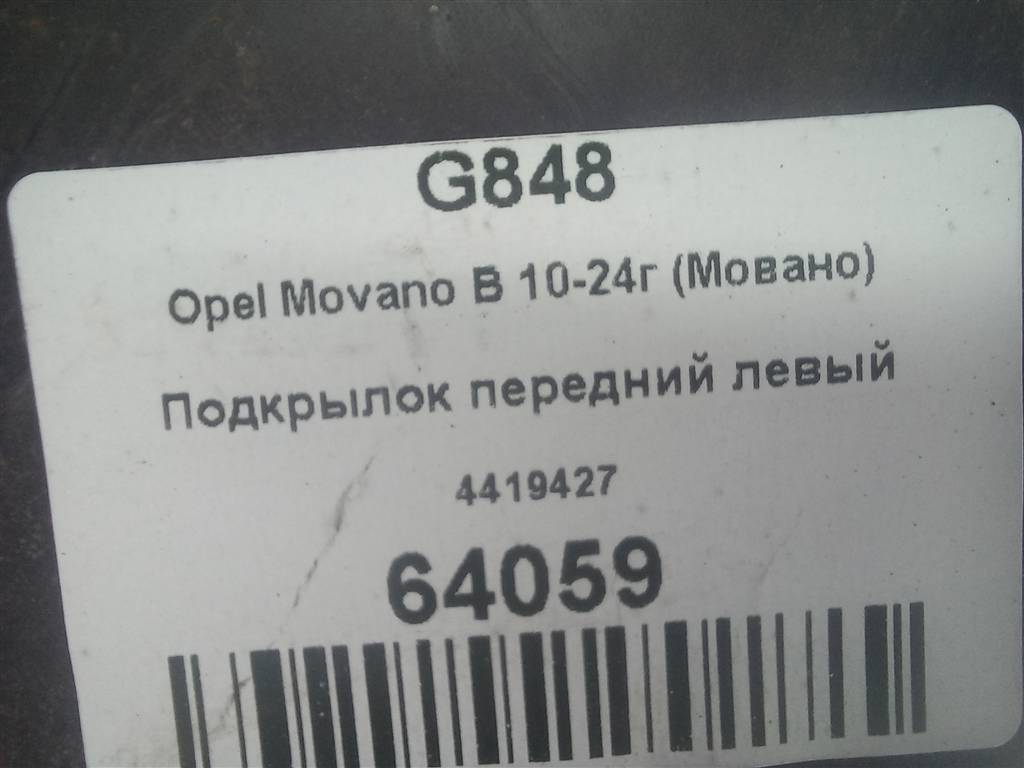 G848
Opel Movano B 10-24г (Мовано)
Подкрылок передний левый
4419427
64059